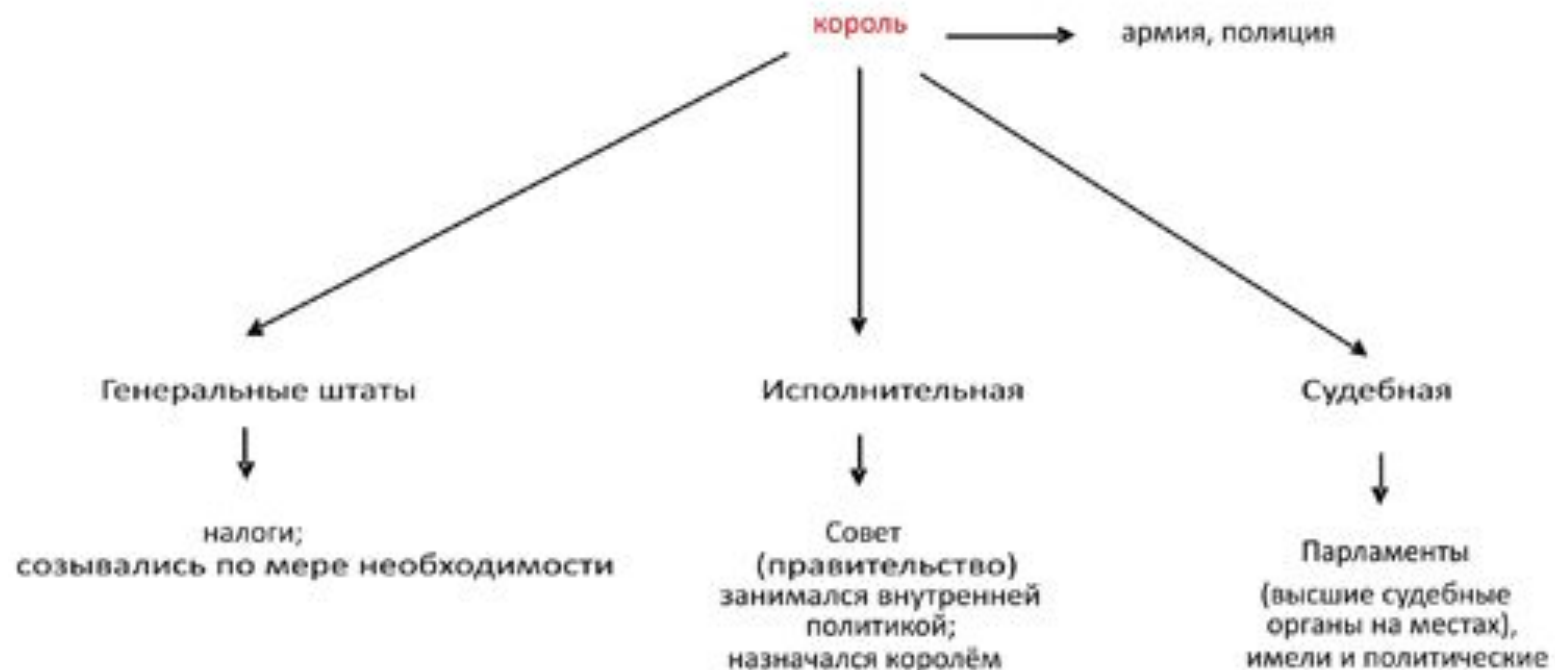 король
армия, полиция
Генеральные штаты
налоги;
созывались по мере необходимости
Исполнительная
Совет
(правительство)
занимался внутренней
политикой;
назначался королём
Судебная
Парламенты
(высшие судебные
органы на местах),
имели и политические